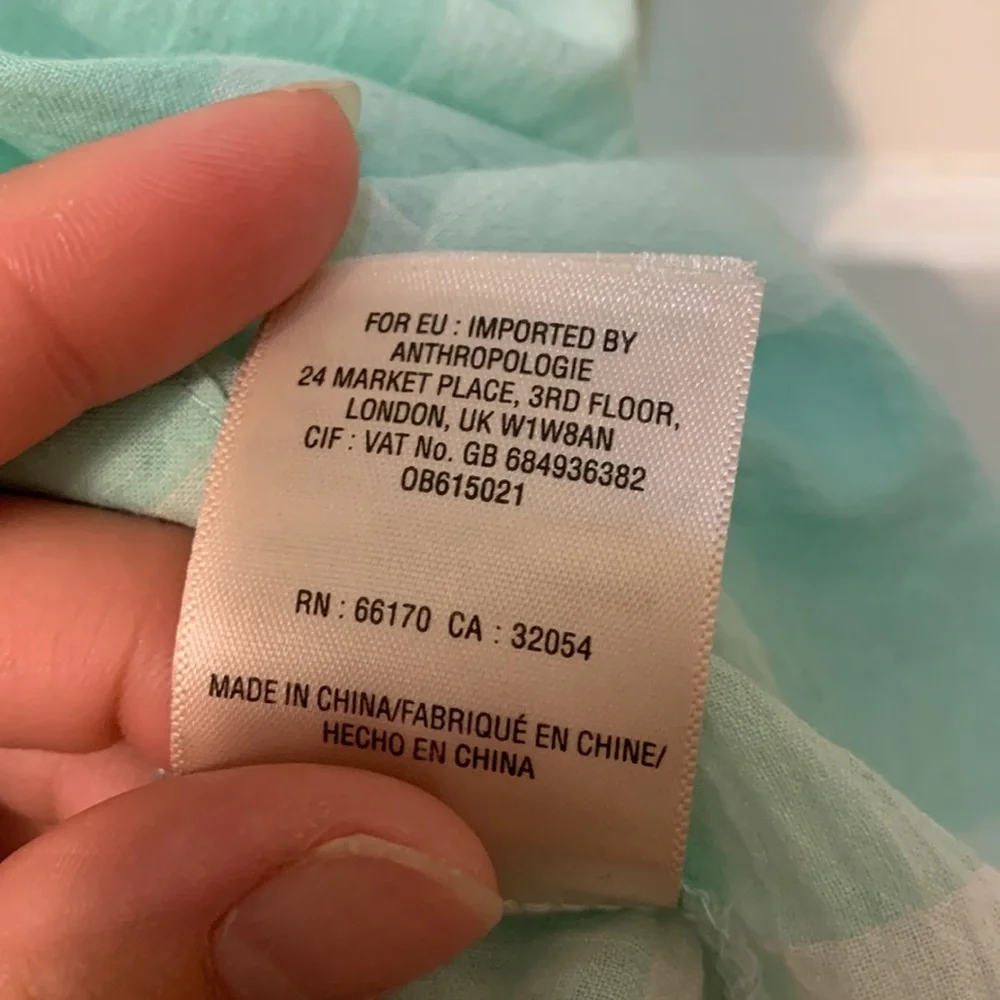 FOR EU : IMPORTED BY
ANTHROPOLOGIE
24 MARKET PLACE, 3RD FLOOR,
LONDON, UK W1W8AN
CIF : VAT No. GB 684936382
OB615021
RN : 66170 CA : 32054
MADE IN CHINA/FABRIQUÉ EN CHINE/
HECHO EN CHINA